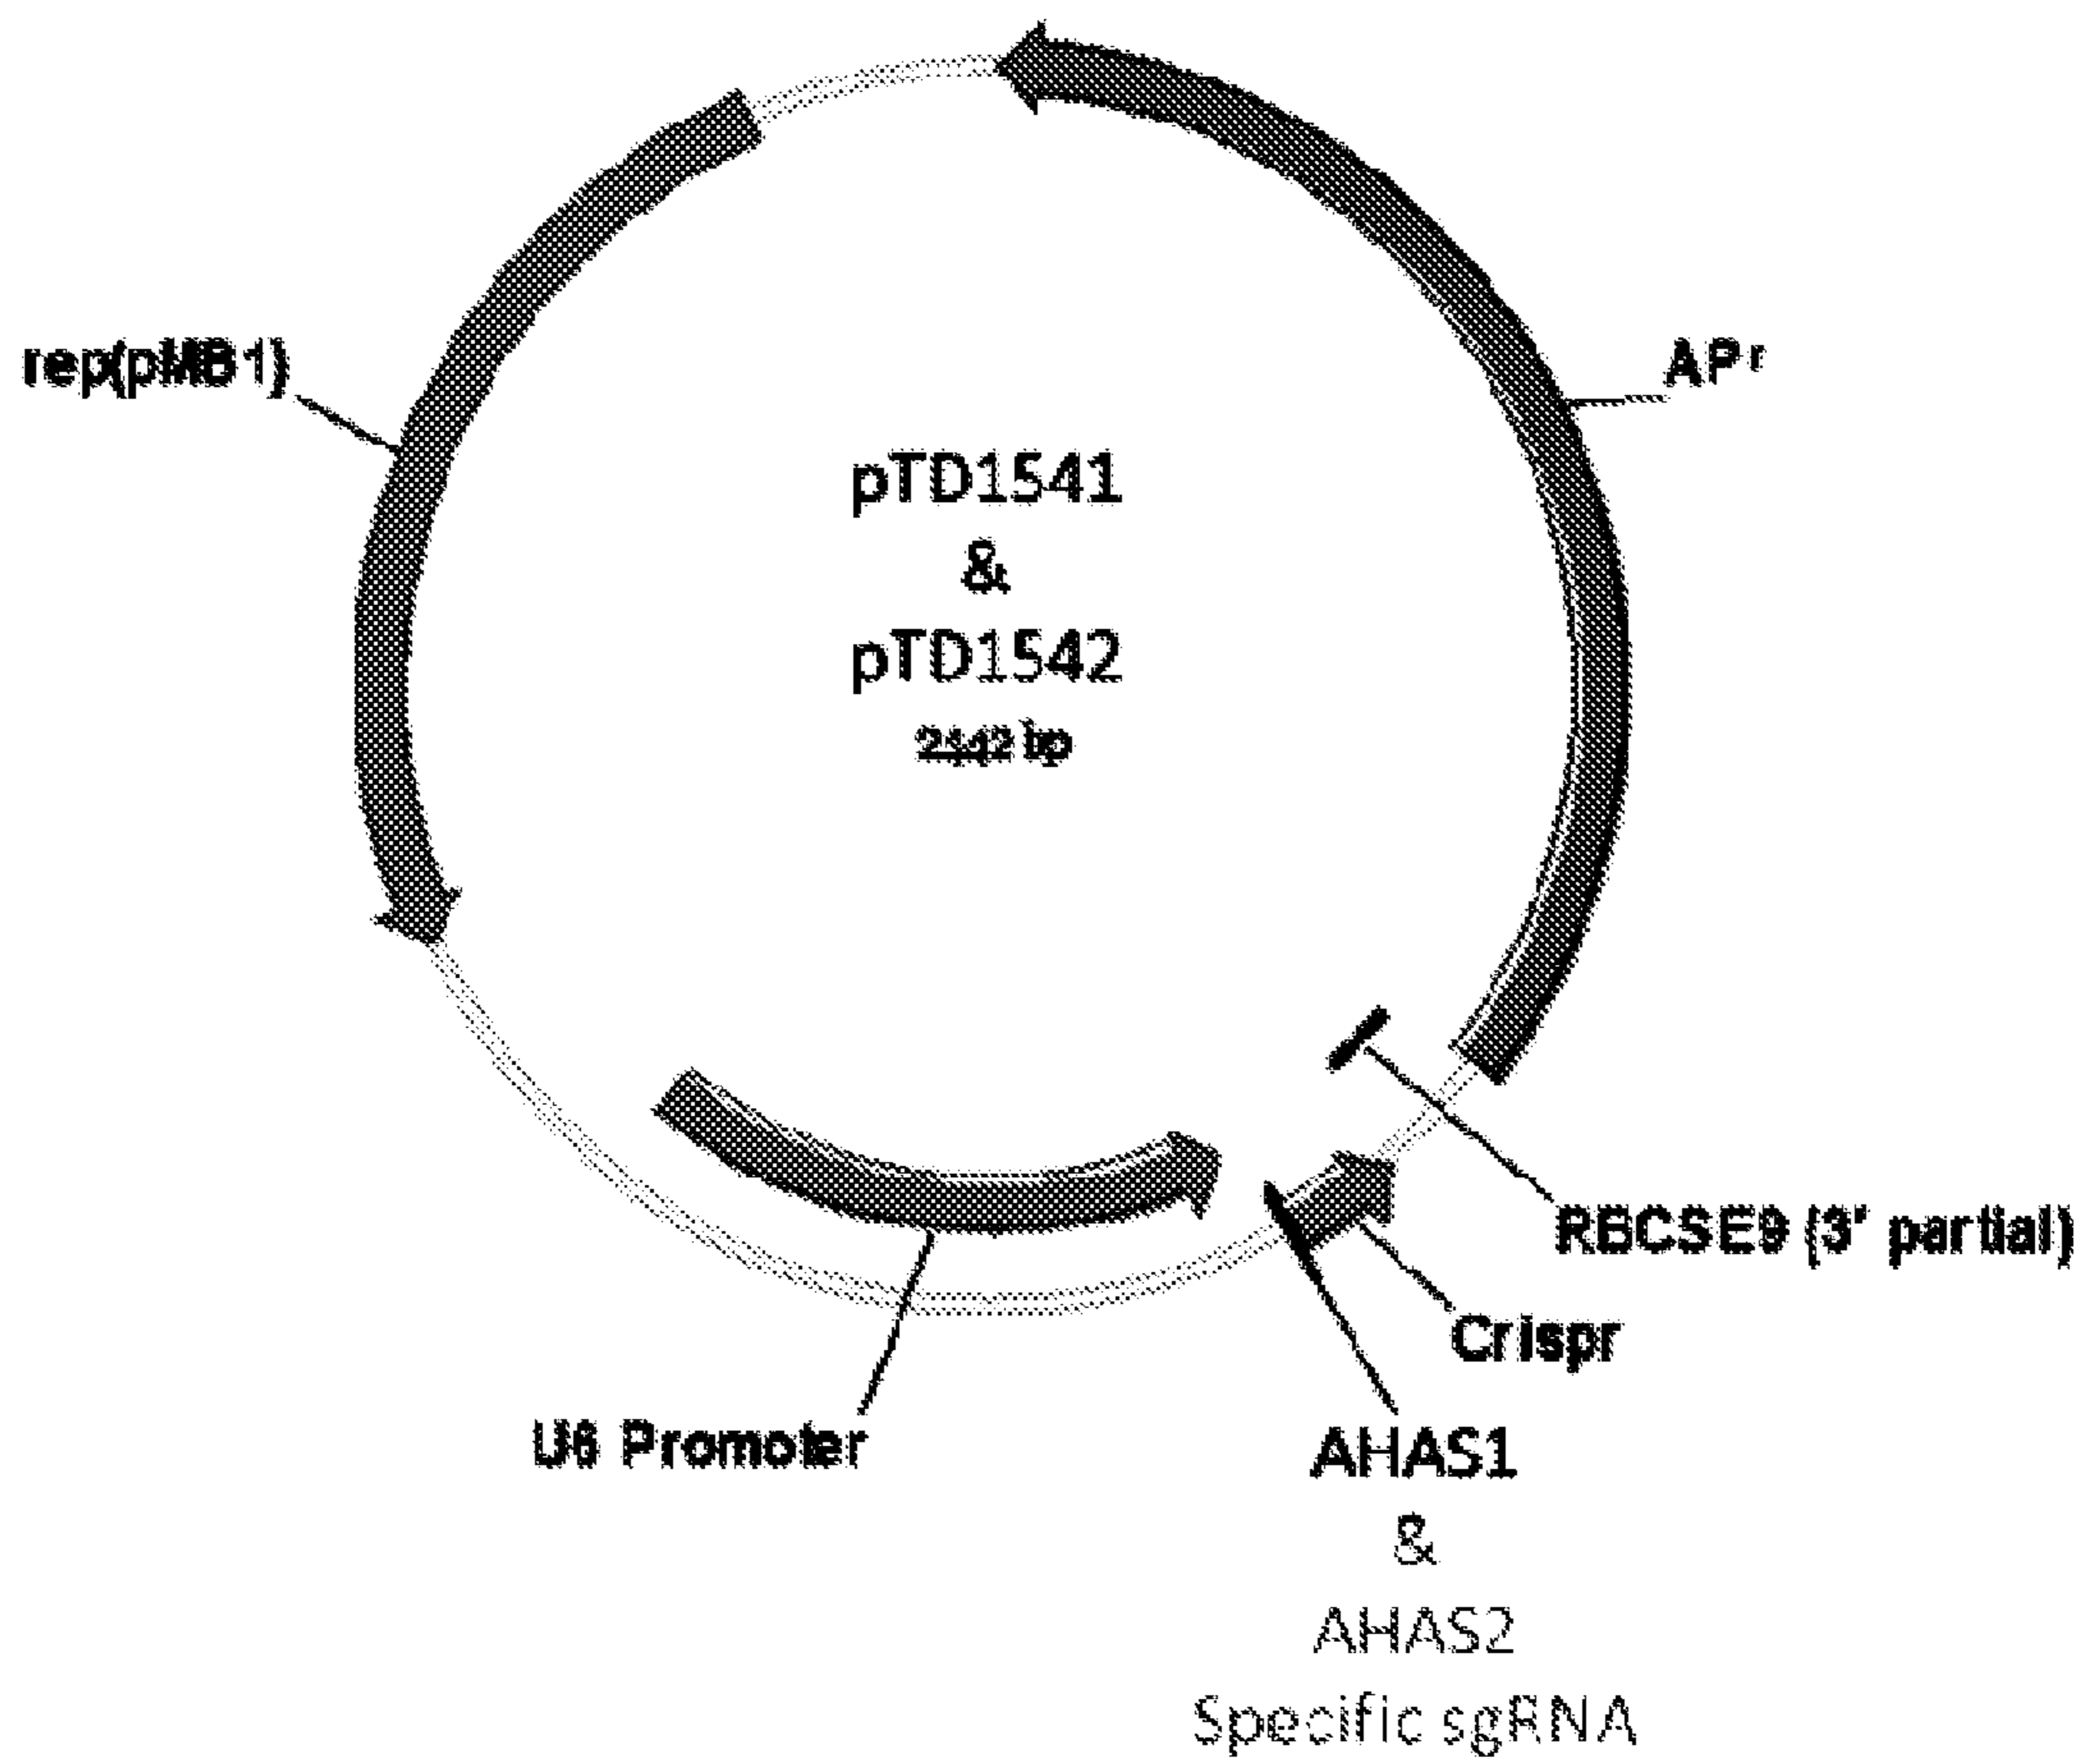 rep(pMB1)
APr
pTD1541
&
pTD1542
2442 bp
RBCSE9 (3' partial)
Crispr
U6 Promoter
AHAS1
&
AHAS2
Specific sgRNA